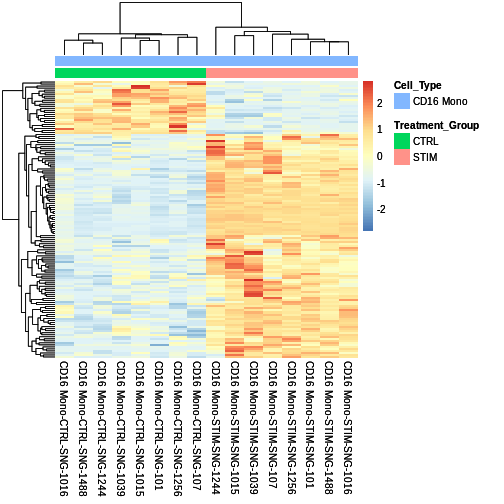 Cell_Type
CD16 Mono
Treatment_Group
CTRL
STIM
2
1
0
-1
-2
CD16 Mono-CTRL-SNG-1016
CD16 Mono-CTRL-SNG-1488
CD16 Mono-CTRL-SNG-1244
CD16 Mono-CTRL-SNG-1039
CD16 Mono-CTRL-SNG-1015
CD16 Mono-CTRL-SNG-101
CD16 Mono-CTRL-SNG-1256
CD16 Mono-CTRL-SNG-107
CD16 Mono-STIM-SNG-1244
CD16 Mono-STIM-SNG-1015
CD16 Mono-STIM-SNG-1039
CD16 Mono-STIM-SNG-107
CD16 Mono-STIM-SNG-1256
CD16 Mono-STIM-SNG-101
CD16 Mono-STIM-SNG-1488
CD16 Mono-STIM-SNG-1016